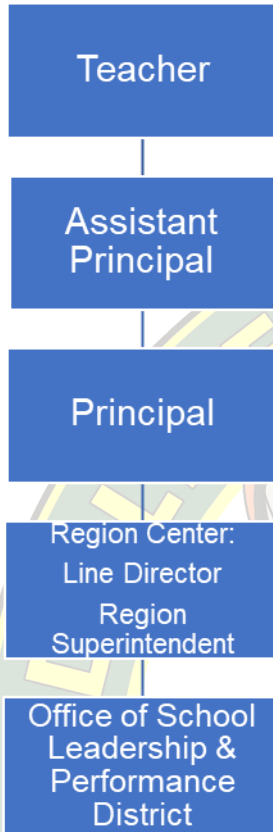 Teacher
Assistant
Principal
Principal
Region Center:
Line Director
Region
Superintendent
Office of School
Leadership &
Performance
District